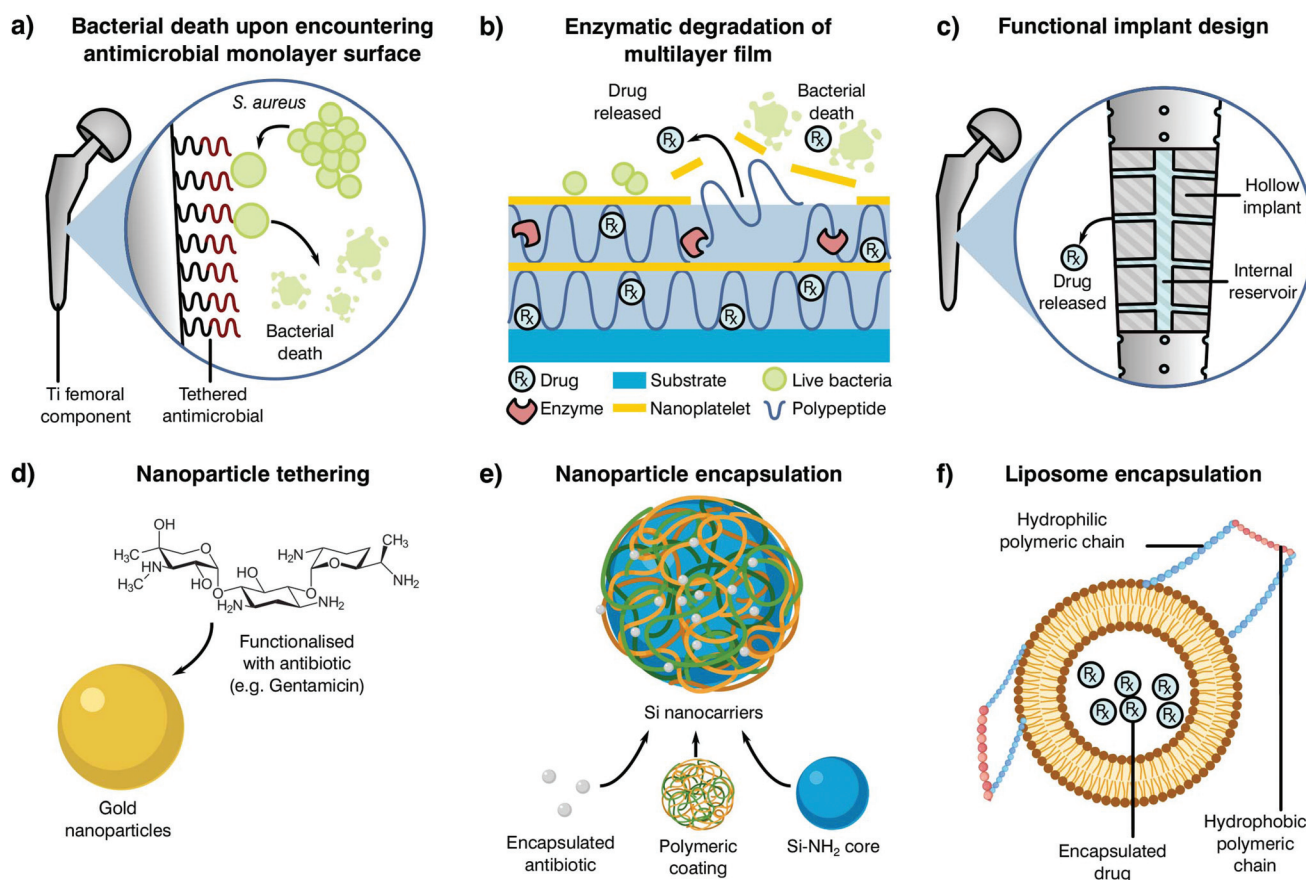 a)
Bacterial death upon encountering
antimicrobial monolayer surface
S. aureus
Bacterial
death
Ti femoral
component
Tethered
antimicrobial
b)
Enzymatic degradation of
multilayer film
Drug
released
Bacterial
death
Rx
Rx
Rx
Rx
Rx
Rx
Rx
Rx
Rx Drug
Substrate
Live bacteria
Enzyme
Nanoplatelet
Polypeptide
c)
Functional implant design
Hollow
implant
Rx
Drug
released
Internal
reservoir
d)
Nanoparticle tethering
OH
H3C
O
HN
H3C
HO
O
O
H2N
CH3
O
NH2
HO
O
H2N
NH2
Functionalised
with antibiotic
(e.g. Gentamicin)
Gold
nanoparticles
e)
Nanoparticle encapsulation
Si nanocarriers
Encapsulated
antibiotic
Polymeric
coating
Si-NH2 core
f)
Liposome encapsulation
Hydrophilic
polymeric chain
Rx
Rx
Rx
Rx
Rx
Rx
Encapsulated
drug
Hydrophobic
polymeric
chain